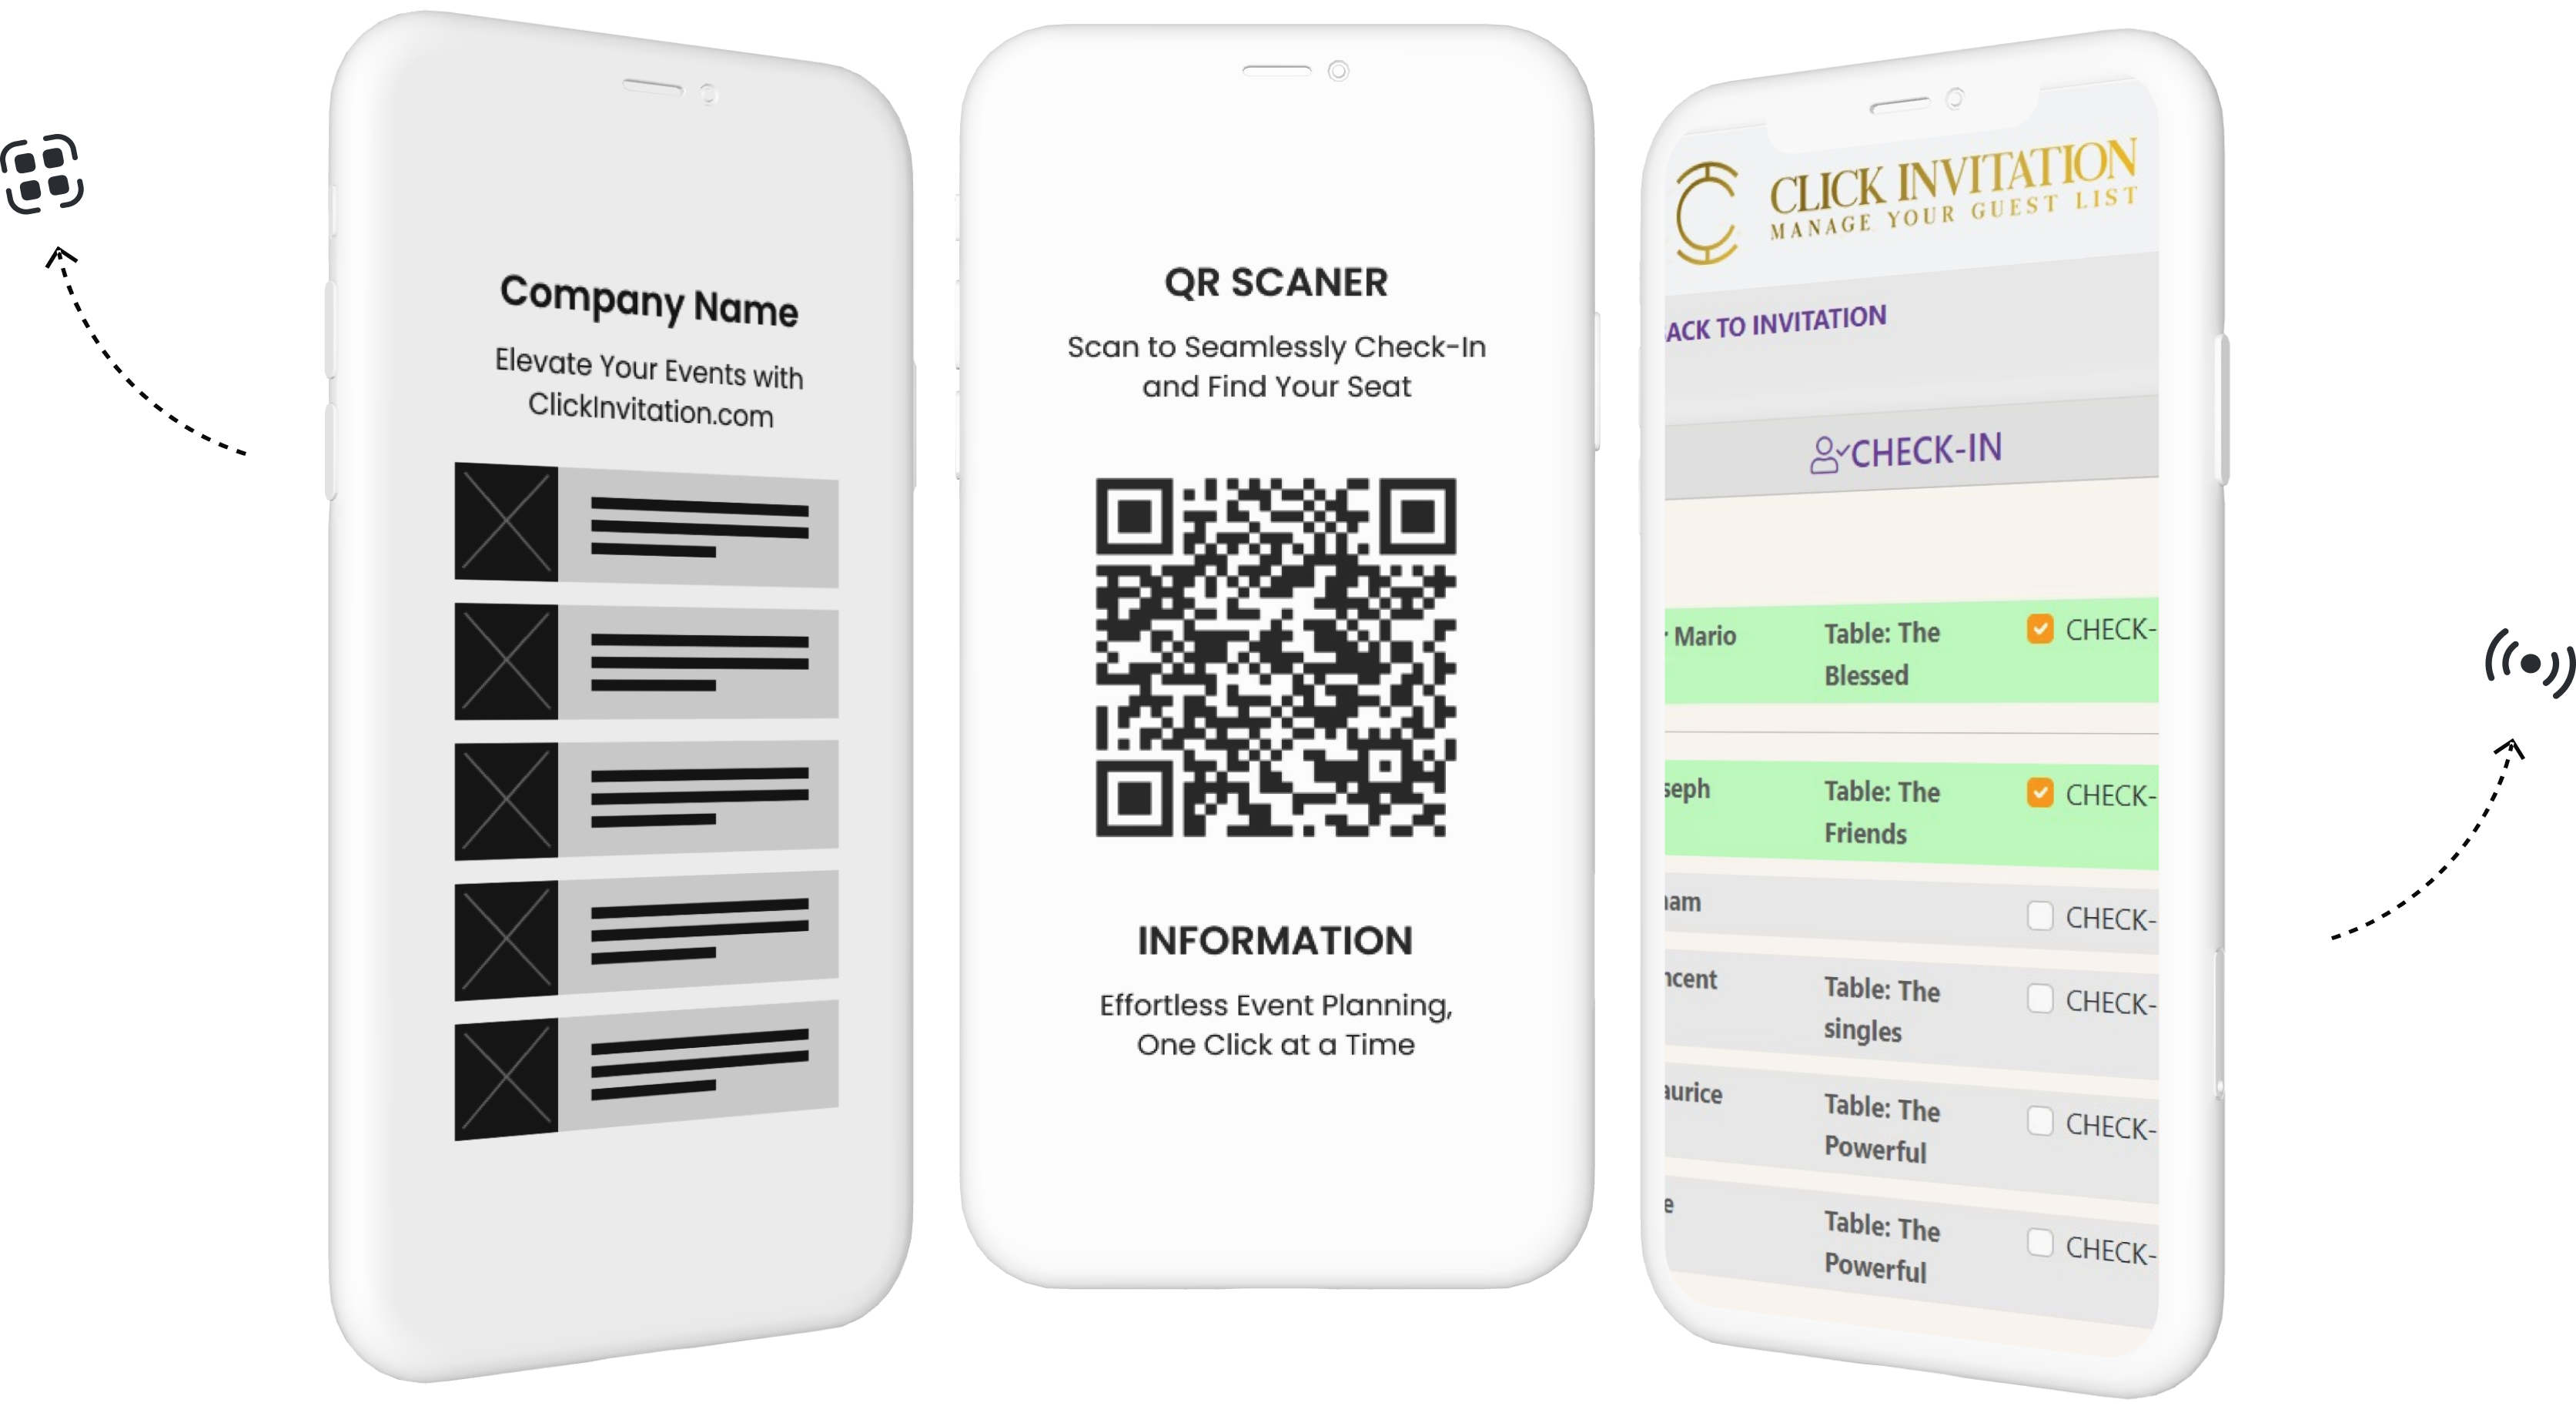 Company Name
Elevate Your Events with
ClickInvitation.com
QR SCANER
Scan to Seamlessly Check-In
and Find Your Seat
INFORMATION
Effortless Event Planning,
One Click at a Time
CLICK INVITATION
MANAGE YOUR GUEST LIST
ACK TO INVITATION
CHECK-IN
Mario
Table: The
Blessed
CHECK-
seph
Table: The
Friends
CHECK-
am
CHECK-
ncent
Table: The
singles
CHECK-
aurice
Table: The
Powerful
CHECK-
e
Table: The
Powerful
CHECK-